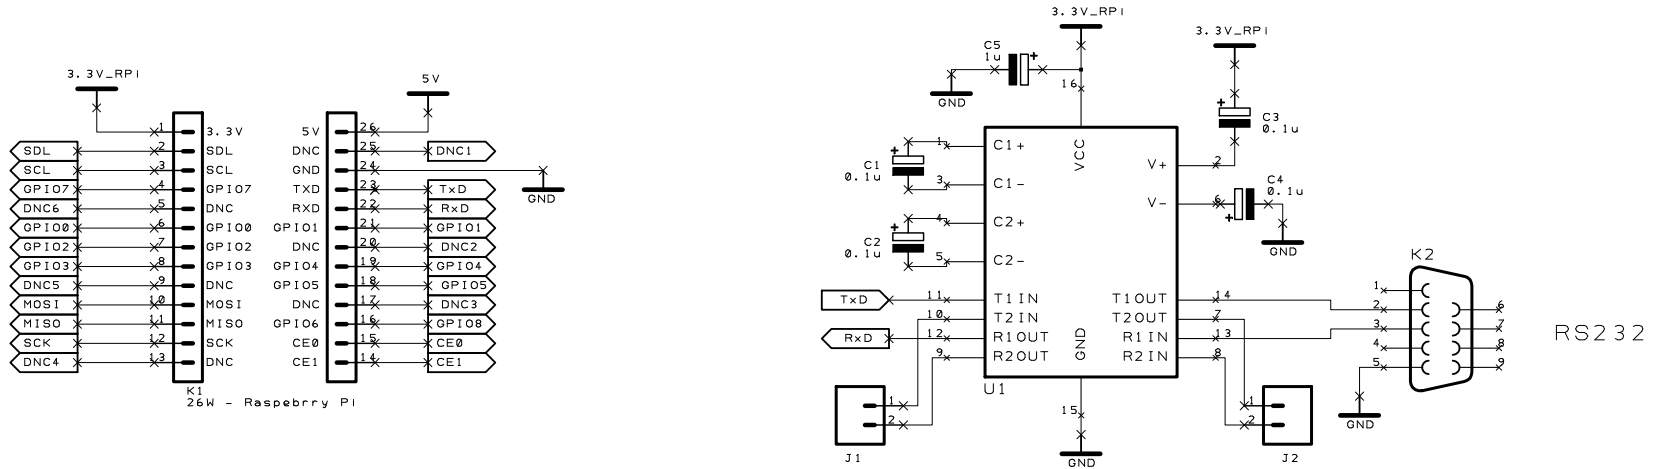 3.3V_RPi
5V
1 3.3V
5V 26
SDL 2 SDL
DNC 25 DNC1
SCL 3 SCL
GND 24
GND
GPIO7 4 GPIO7
TXD 23 TxD
DNC6 5 DNC
RXD 22 RxD
GPIO0 6 GPIO0
GPIO1 21 GPIO1
GPIO2 7 GPIO2
DNC 20 DNC2
GPIO3 8 GPIO3
GPIO4 19 GPIO4
DNC5 9 DNC
GPIO5 18 GPIO5
MOSI 10 MOSI
DNC 17 DNC3
MISO 11 MISO
GPIO6 16 GPIO8
SCK 12 SCK
CE0 15 CE0
DNC4 13 DNC
CE1 14 CE1
K1
26W - Raspebrry Pi
3.3V_RPi
C5
1u
+
GND
16
3.3V_RPi
+
C3
0.1u
VCC
1 C1+
+
C1
0.1u
3 C1-
V+ 2
4 C2+
+
C2
0.1u
5 C2-
V- 6
C4
0.1u
+
GND
TxD 11 T1IN
T1OUT 14
10 T2IN
T2OUT 7
RxD 12 R1OUT
R1IN 13
9 R2OUT
R2IN 8
GND
U1
15
GND
1
2
J1
1
2
J2
K2
1
2
3
4
5
6
7
8
9
GND
RS232